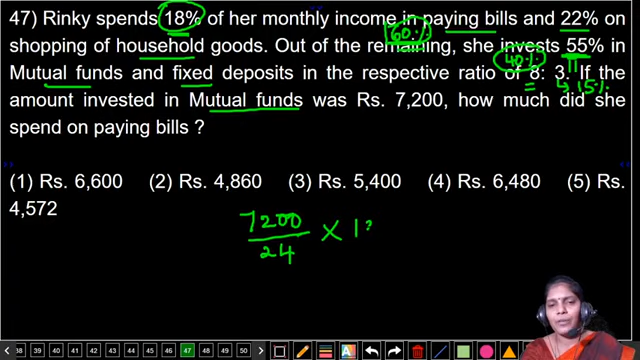 47) Rinky spends 18% of her monthly income in paying bills and 22% on
shopping of household goods. Out of the remaining, she invests 55% in
60%
40%
Mutual funds and fixed deposits in the respective ratio of 8: 3. If the
= 15%
amount invested in Mutual funds was Rs. 7,200, how much did she
spend on paying bills ?
(1) Rs. 6,600 (2) Rs. 4,860 (3) Rs. 5,400 (4) Rs. 6,480 (5) Rs.
4,572
7200
24
×
38 39 40 41 42 43 44 45 46 47 48 49 50